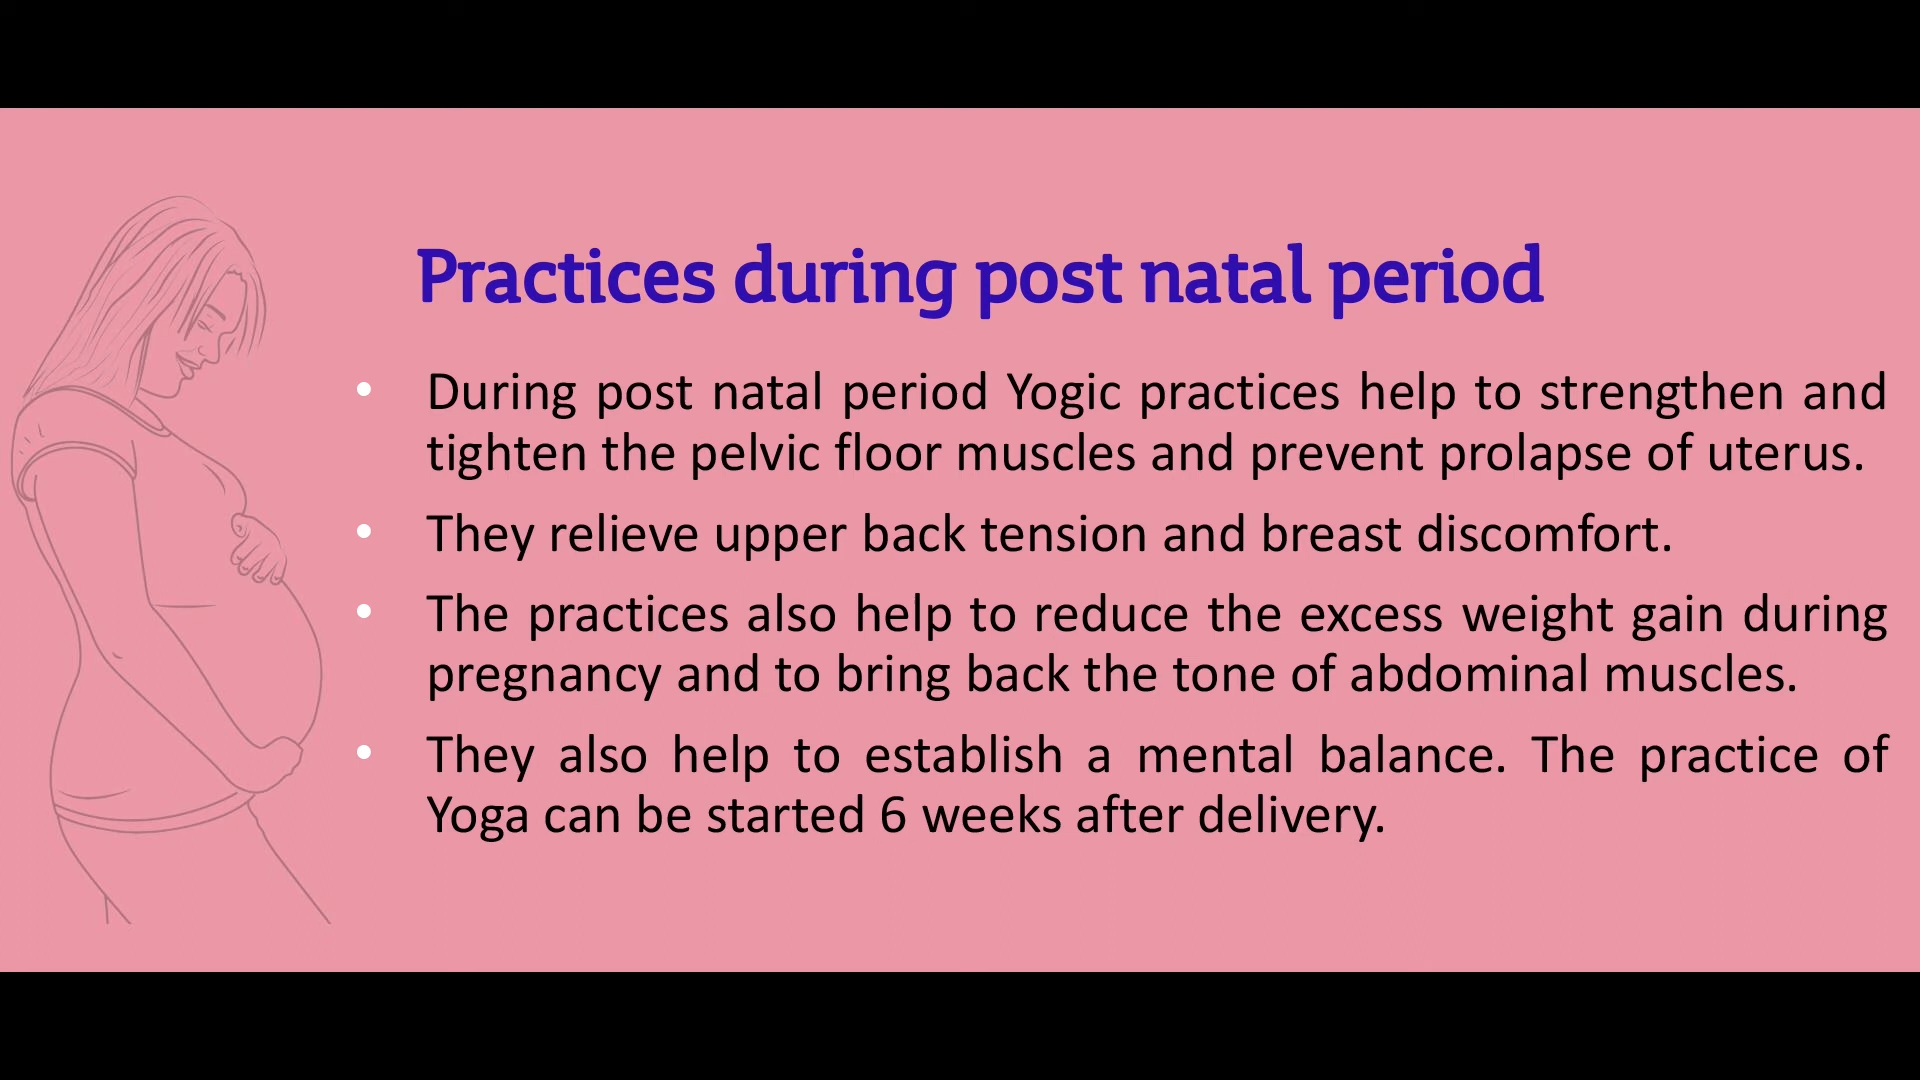 Practices during post natal period
• During post natal period Yogic practices help to strengthen and
tighten the pelvic floor muscles and prevent prolapse of uterus.
• They relieve upper back tension and breast discomfort.
• The practices also help to reduce the excess weight gain during
pregnancy and to bring back the tone of abdominal muscles.
• They also help to establish a mental balance. The practice of
Yoga can be started 6 weeks after delivery.